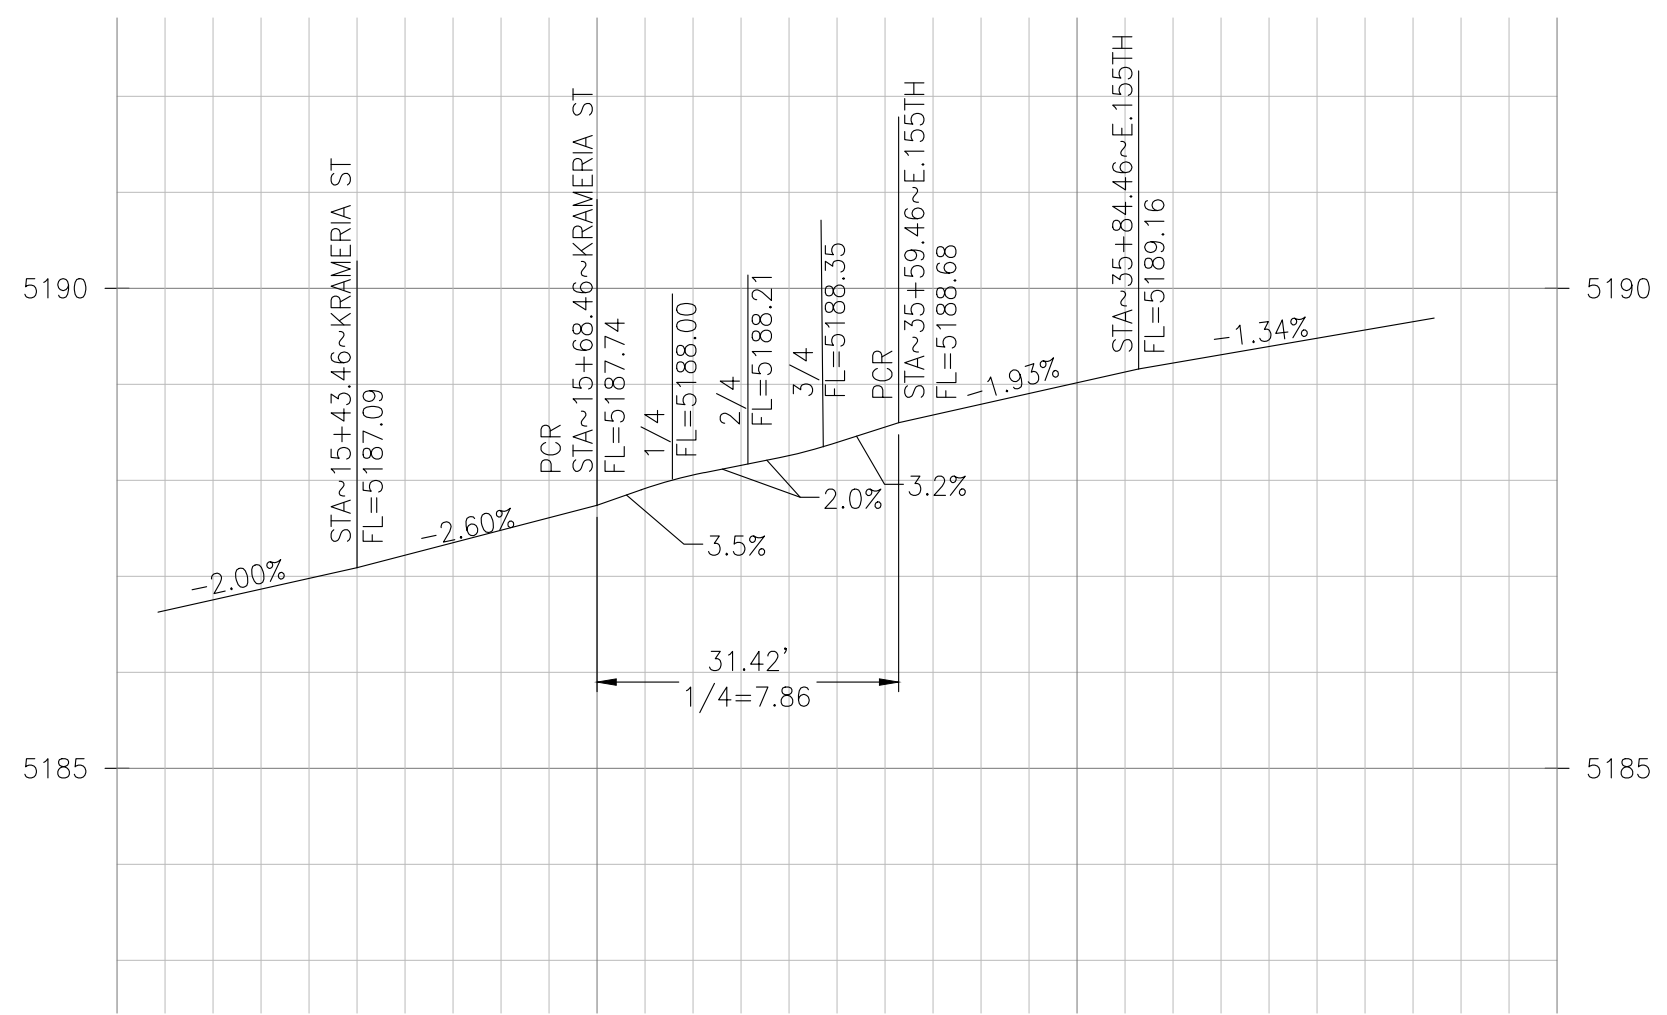 5190
5190
5185
5185
STA~15+43.46~KRAMERIA ST
FL=5187.09
PCR
STA~15+68.46~KRAMERIA ST
FL=5187.74
1/4
FL=5188.00
2/4
FL=5188.21
3/4
FL=5188.35
PCR
STA~35+59.46~E.155TH
FL=5188.68
STA~35+84.46~E.155TH
FL=5189.16
-2.00%
-2.60%
3.5%
2.0%
3.2%
-1.93%
-1.34%
31.42'
1/4=7.86